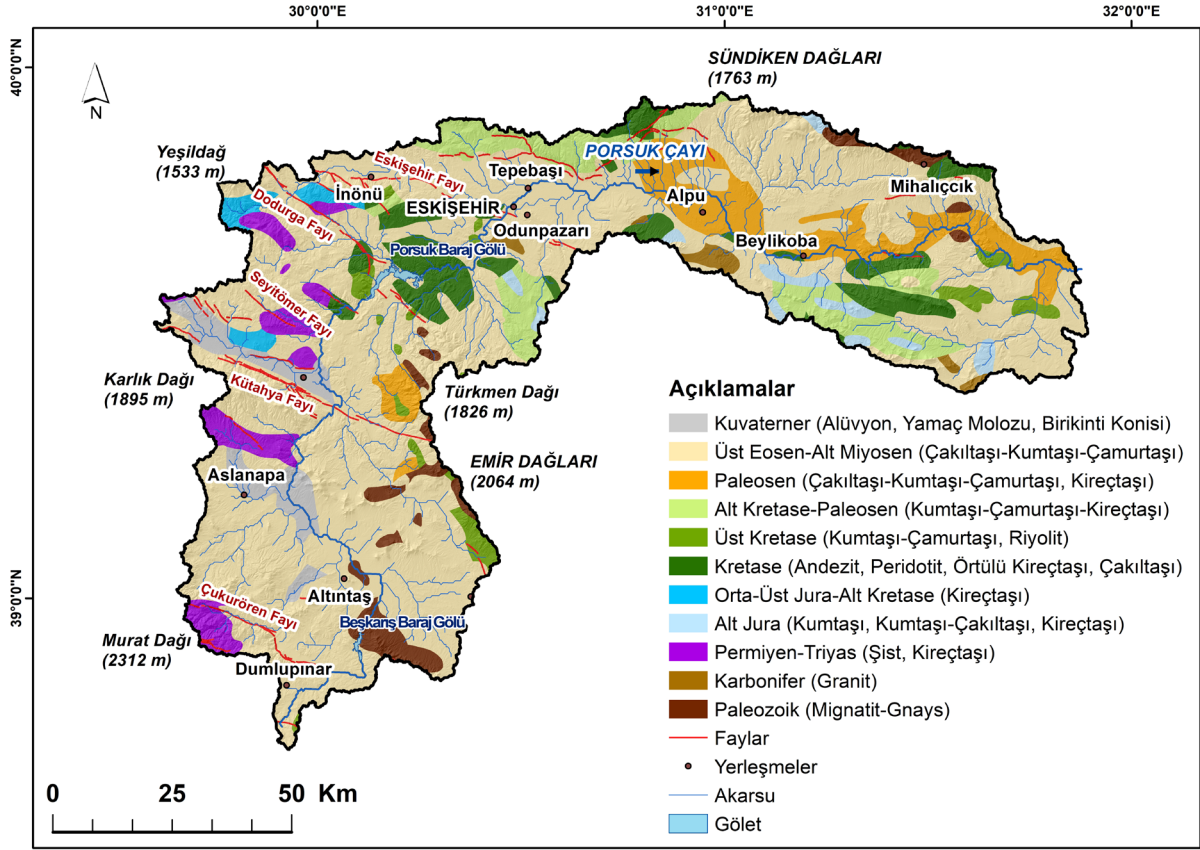 30°0'0"E
31°0'0"E
32°0'0"E
40°0'0"N
39°0'0"N
N
SÜNDİKEN DAĞLARI
(1763 m)
Yeşildağ
(1533 m)
PORSUK ÇAYI
Eskişehir Fayı
Tepebaşı
İnönü
Mihalıçcık
Dodurga Fayı
ESKİŞEHİR
Alpu
Odunpazarı
Beylikoba
Porsuk Baraj Gölü
Seyitömer Fayı
Karlık Dağı
(1895 m)
Kütahya Fayı
Türkmen Dağı
(1826 m)
EMİR DAĞLARI
(2064 m)
Aslanapa
Altıntaş
Çukurören Fayı
Beşkarış Baraj Gölü
Murat Dağı
(2312 m)
Dumlupınar
0 25 50 Km
Açıklamalar
Kuvaterner (Alüvyon, Yamaç Molozu, Birikinti Konisi)
Üst Eosen-Alt Miyosen (Çakıltaşı-Kumtaşı-Çamurtaşı)
Paleosen (Çakıltaşı-Kumtaşı-Çamurtaşı, Kireçtaşı)
Alt Kretase-Paleosen (Kumtaşı-Çamurtaşı-Kireçtaşı)
Üst Kretase (Kumtaşı-Çamurtaşı, Riyolit)
Kretase (Andezit, Peridotit, Örtülü Kireçtaşı, Çakıltaşı)
Orta-Üst Jura-Alt Kretase (Kireçtaşı)
Alt Jura (Kumtaşı, Kumtaşı-Çakıltaşı, Kireçtaşı)
Permiyen-Triyas (Şist, Kireçtaşı)
Karbonifer (Granit)
Paleozoik (Mignatit-Gnays)
Faylar
Yerleşmeler
Akarsu
Gölet